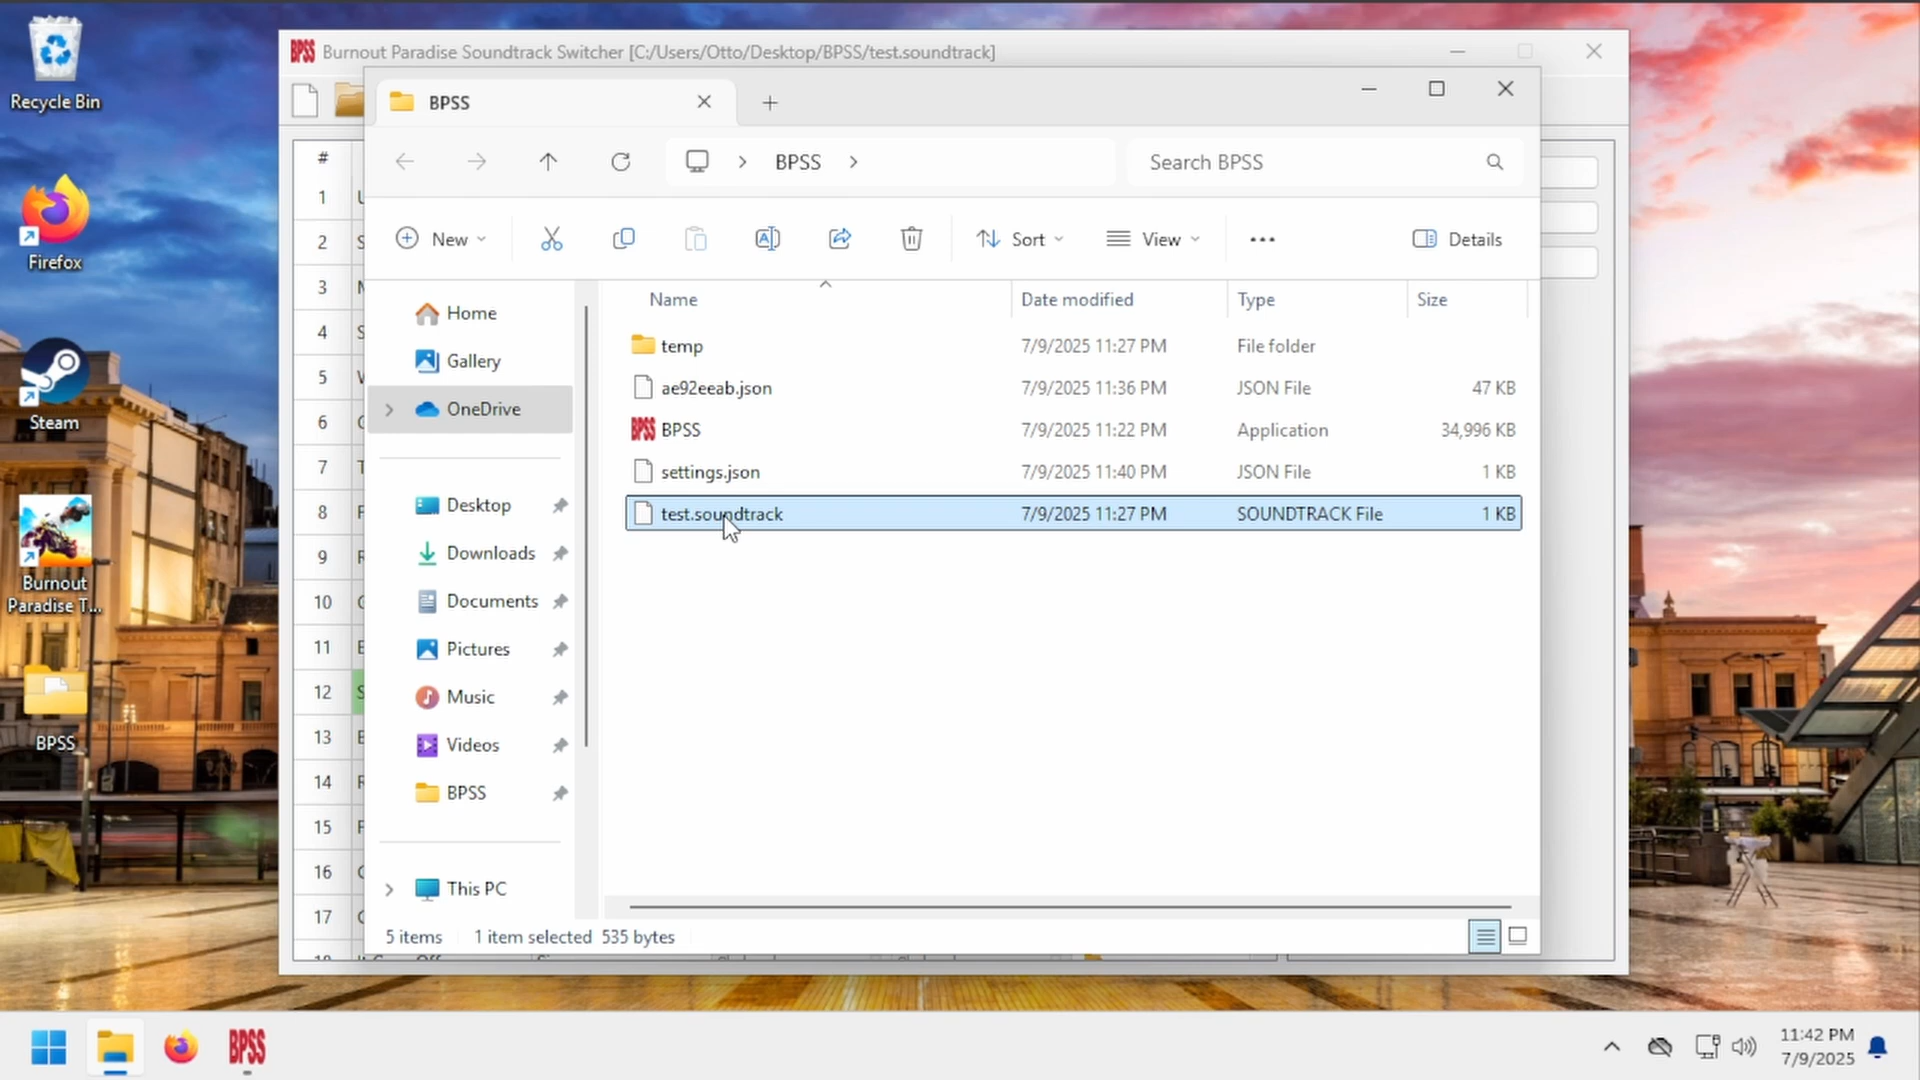 Recycle Bin
Firefox
Steam
Burnout
Paradise T...
BPSS
BPSS Burnout Paradise Soundtrack Switcher [C:/Users/Otto/Desktop/BPSS/test.soundtrack]
BPSS
BPSS
Search BPSS
New
Sort
View
Details
#
1
2
3
4
5
6
7
8
9
10
11
12
13
14
15
16
17
Home
Gallery
OneDrive
Desktop
Downloads
Documents
Pictures
Music
Videos
BPSS
This PC
Name Date modified Type Size
temp 7/9/2025 11:27 PM File folder
ae92eeab.json 7/9/2025 11:36 PM JSON File 47 KB
BPSS BPSS 7/9/2025 11:22 PM Application 34,996 KB
settings.json 7/9/2025 11:40 PM JSON File 1 KB
test.soundtrack 7/9/2025 11:27 PM SOUNDTRACK File 1 KB
5 items 1 item selected 535 bytes
BPSS
11:42 PM
7/9/2025